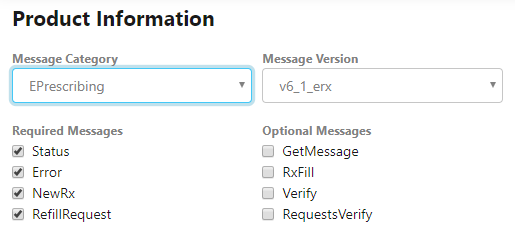 Product Information
Message Category
Message Version
EPrescribing
v6_1_erx
Required Messages
Optional Messages
Status
GetMessage
Error
RxFill
NewRx
Verify
RefillRequest
RequestsVerify